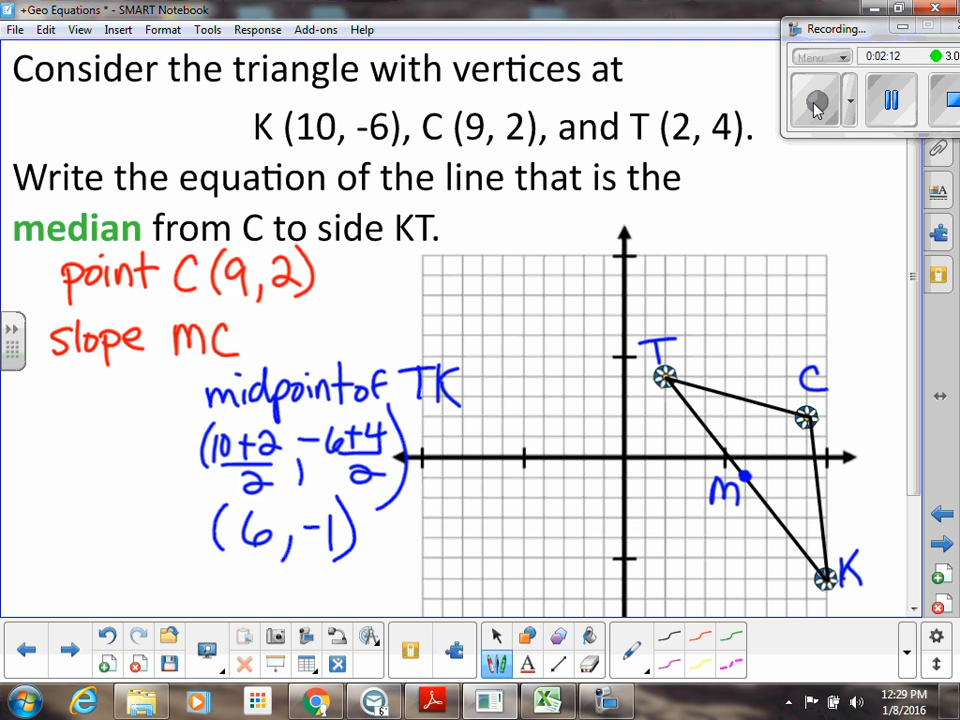 +Geo Equations * - SMART Notebook
File Edit View Insert Format Tools Response Add-ons Help
Recording...
Menu 00:02:12 3.0
Consider the triangle with vertices at
K (10, -6), C (9, 2), and T (2, 4).
Write the equation of the line that is the
median from C to side KT.
point C (9,2)
slope MC
midpoint of TK
(10+2/2, -6+4/2)
(6, -1)
T
C
M
K
12:29 PM
1/8/2016